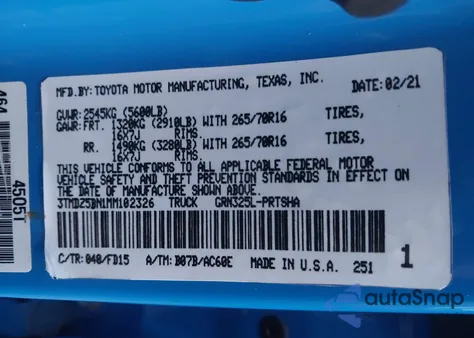 MFD.BY: TOYOTA MOTOR MANUFACTURING, TEXAS, INC.
DATE: 02/21
GVWR: 2545KG (5600LB)
GAWR: FRT. 1320KG (2910LB) WITH 265/70R16 TIRES,
16X7J RIMS.
RR. 1490KG (3280LB) WITH 265/70R16 TIRES,
16X7J RIMS.
THIS VEHICLE CONFORMS TO ALL APPLICABLE FEDERAL MOTOR
VEHICLE SAFETY AND THEFT PREVENTION STANDARDS IN EFFECT ON
THE DATE OF MANUFACTURE SHOWN ABOVE.
3TMDZ5BN1MM102326 TRUCK GRN325L-PRTSHA
C/TR: 040/FD15 A/TM: B07B/AC60E MADE IN U.S.A. 251 1
4505T
autoSnap